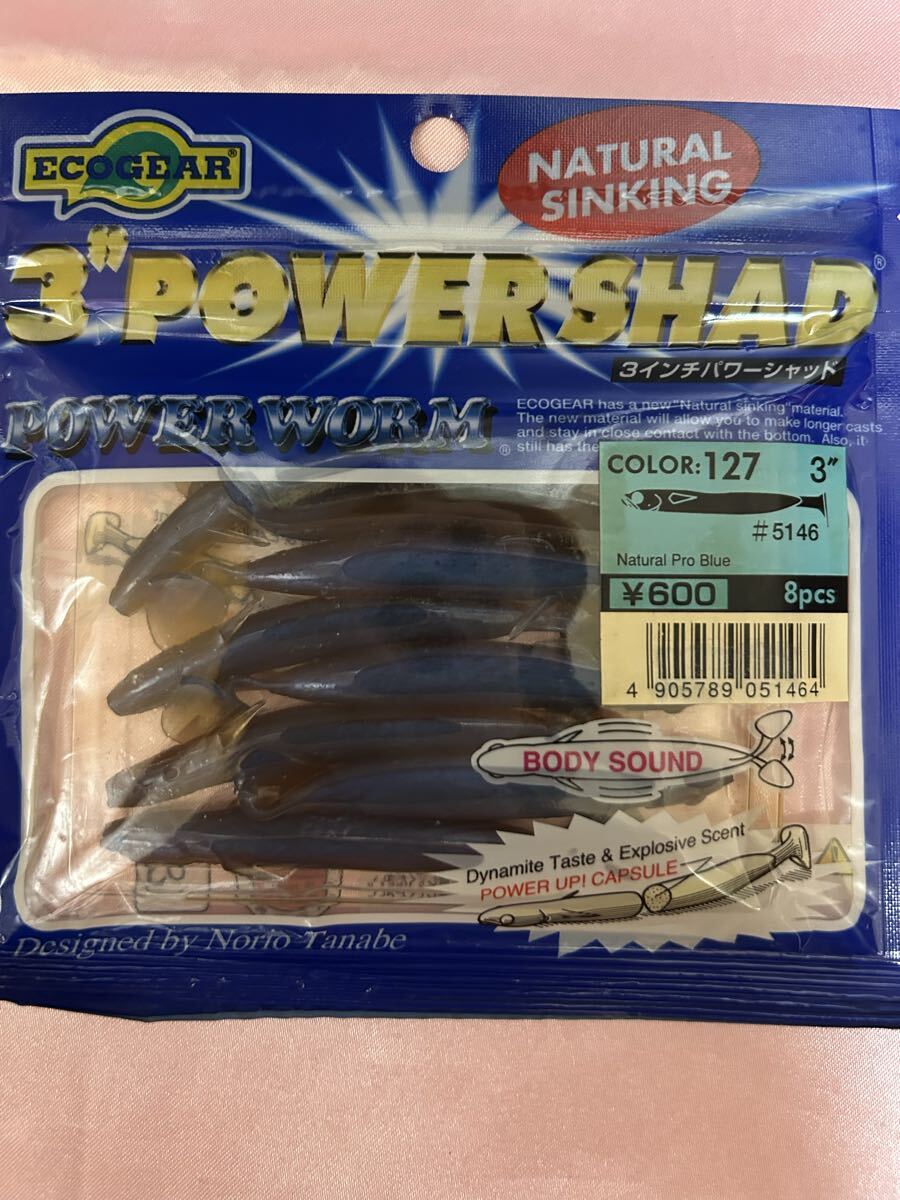 ECOGEAR®
NATURAL
SINKING
3" POWER SHAD®
3インチパワーシャッド
POWER WORM®
ECOGEAR has a new "Natural sinking" material.
The new material will allow you to make longer casts
and stay in close contact with the bottom. Also, it
still has the
COLOR: 127 3"
#5146
Natural Pro Blue
¥600 8pcs
4 905789 051464
BODY SOUND
Dynamite Taste & Explosive Scent
POWER UP! CAPSULE
Designed by Norio Tanabe